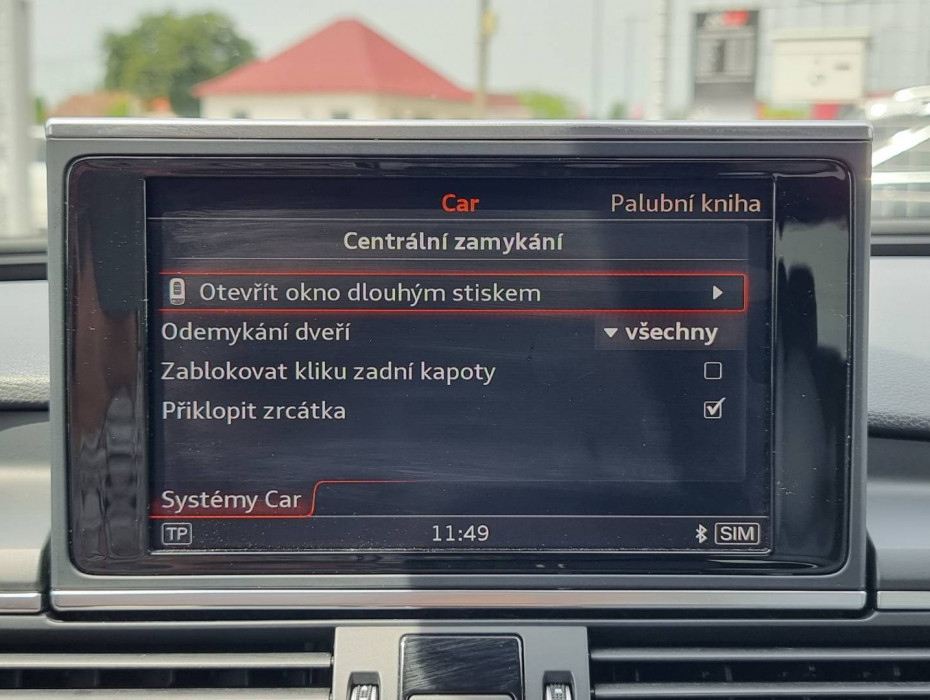 Car Palubní kniha
Centrální zamykání
Otevřít okno dlouhým stiskem
Odemykání dveří všechny
Zablokovat kliku zadní kapoty
Přiklopit zrcátka
Systémy Car
TP 11:49 SIM